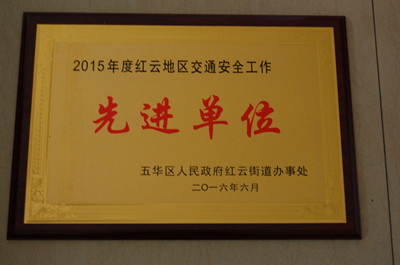 2015年度红云地区交通安全工作
先进单位
五华区人民政府红云街道办事处
二〇一六年六月